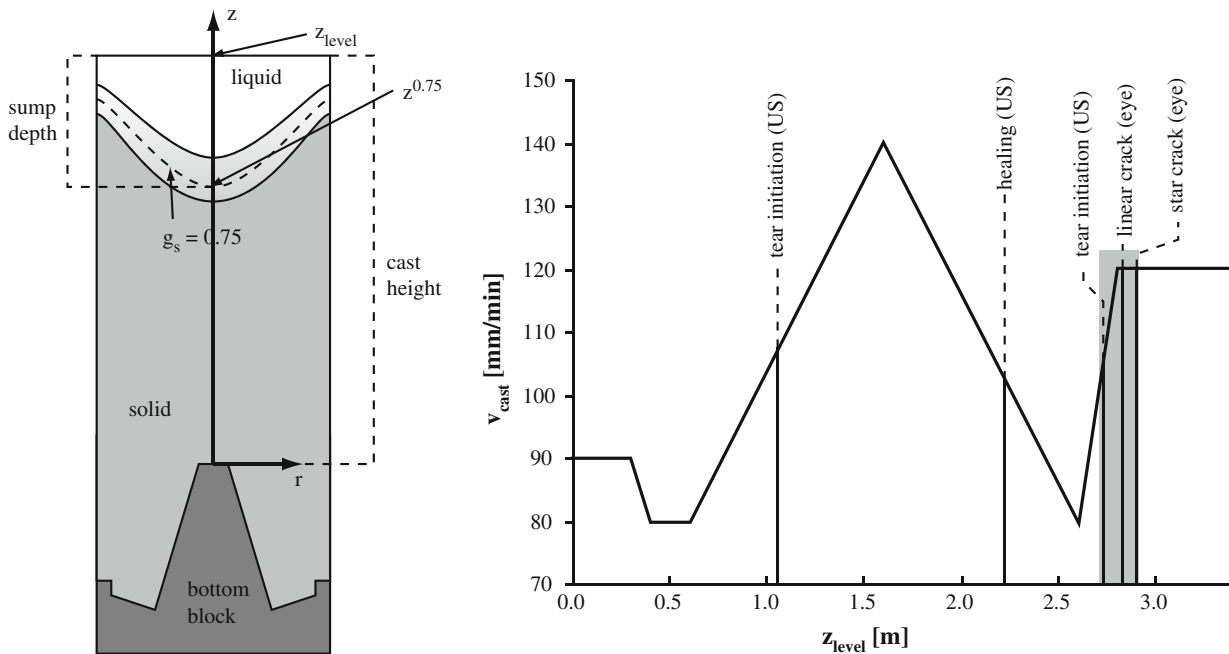 z
z_level
liquid
z^0.75
sump
depth
g_s = 0.75
cast
height
solid
r
bottom
block
150
140
130
120
110
100
90
80
70
v_cast [mm/min]
tear initiation (US)
healing (US)
tear initiation (US)
linear crack (eye)
star crack (eye)
0.0 0.5 1.0 1.5 2.0 2.5 3.0
z_level [m]